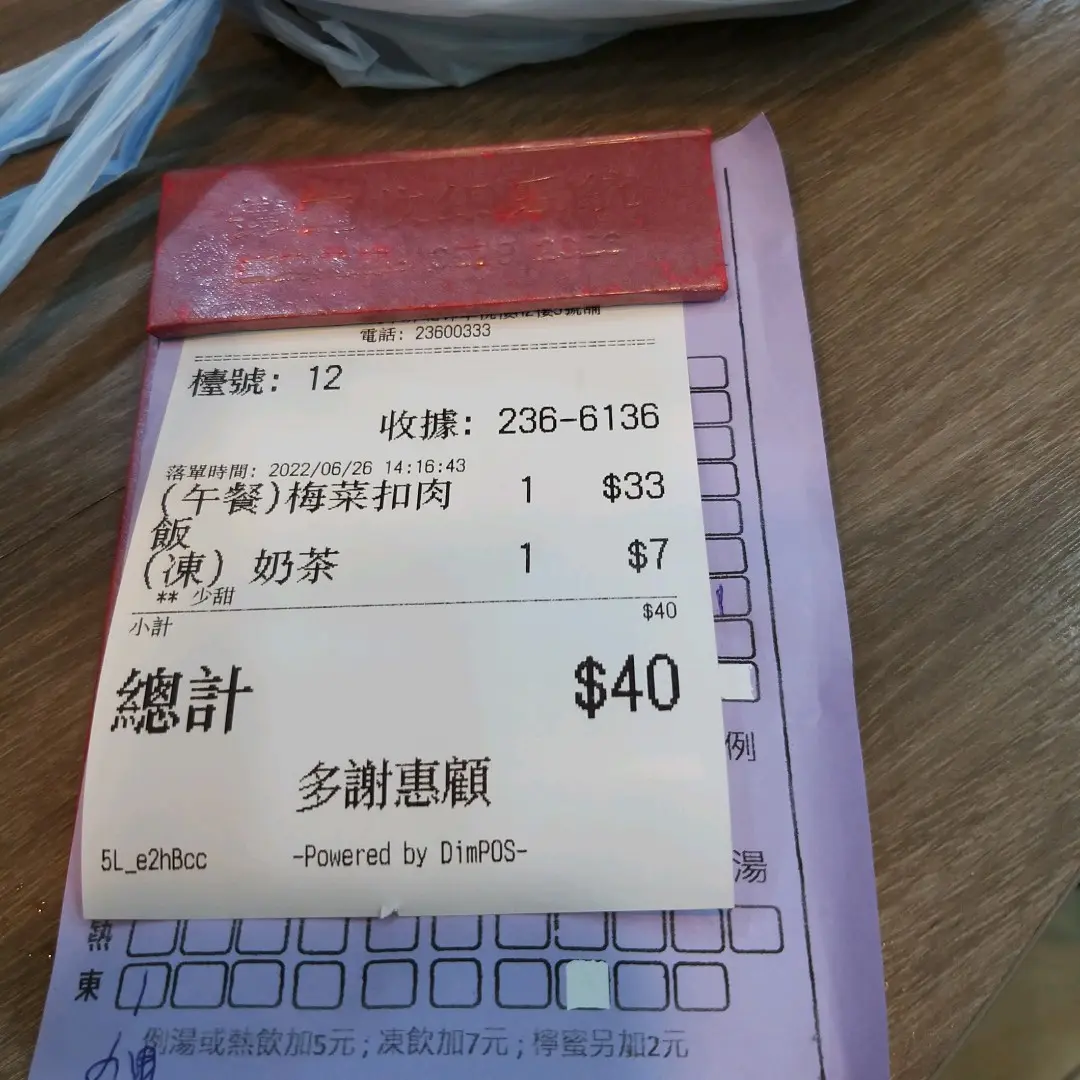 電話: 23600333
檯號: 12
收據: 236-6136
落單時間: 2022/06/26 14:16:43
(午餐)梅菜扣肉 1 $33
飯
(凍) 奶茶 1 $7
** 少甜
小計 $40
總計 $40
多謝惠顧
5L_e2hBcc -Powered by DimPOS-
例
湯
熱
東
例湯或熱飲加5元;凍飲加7元;檸蜜另加2元